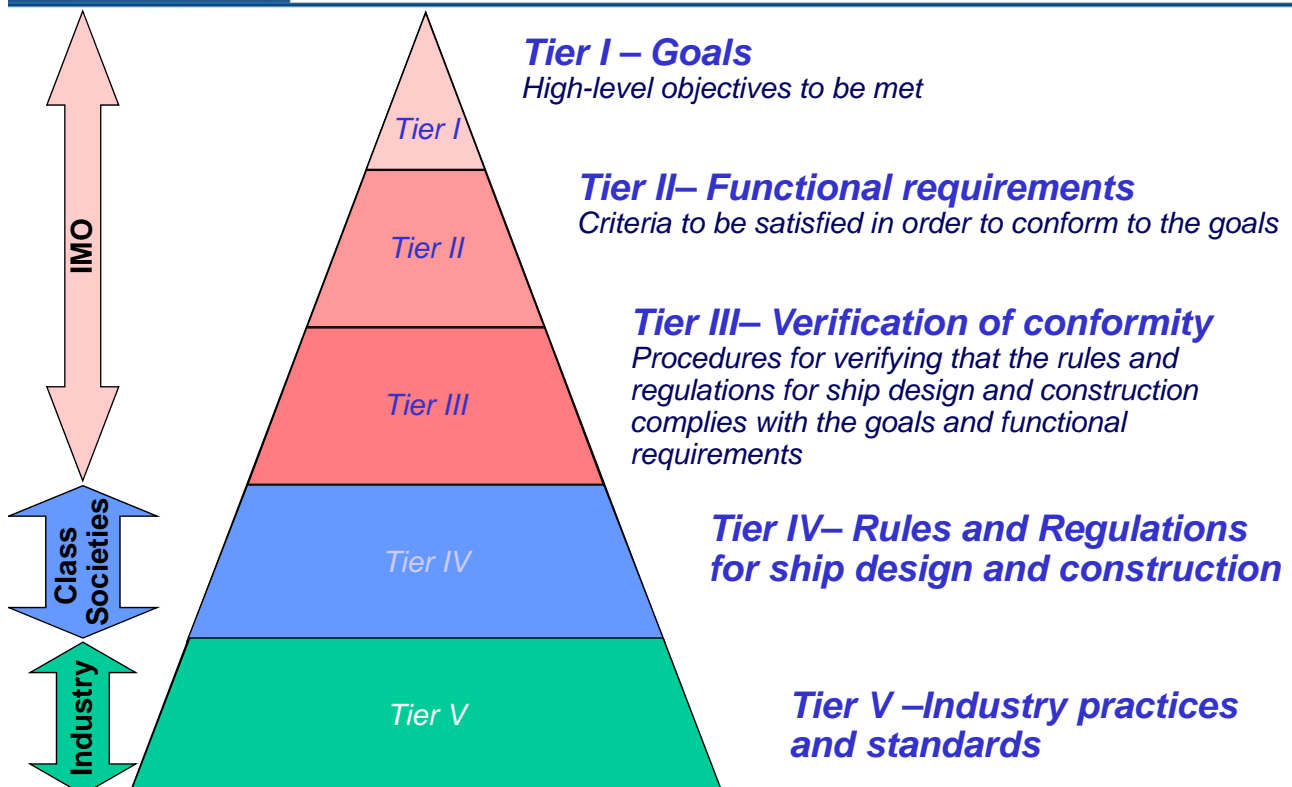 Tier I – Goals
High-level objectives to be met
Tier I
Tier II– Functional requirements
Criteria to be satisfied in order to conform to the goals
Tier II
IMO
Tier III– Verification of conformity
Procedures for verifying that the rules and
regulations for ship design and construction
complies with the goals and functional
requirements
Tier III
Class
Societies
Tier IV– Rules and Regulations
for ship design and construction
Tier IV
Industry
Tier V
Tier V –Industry practices
and standards